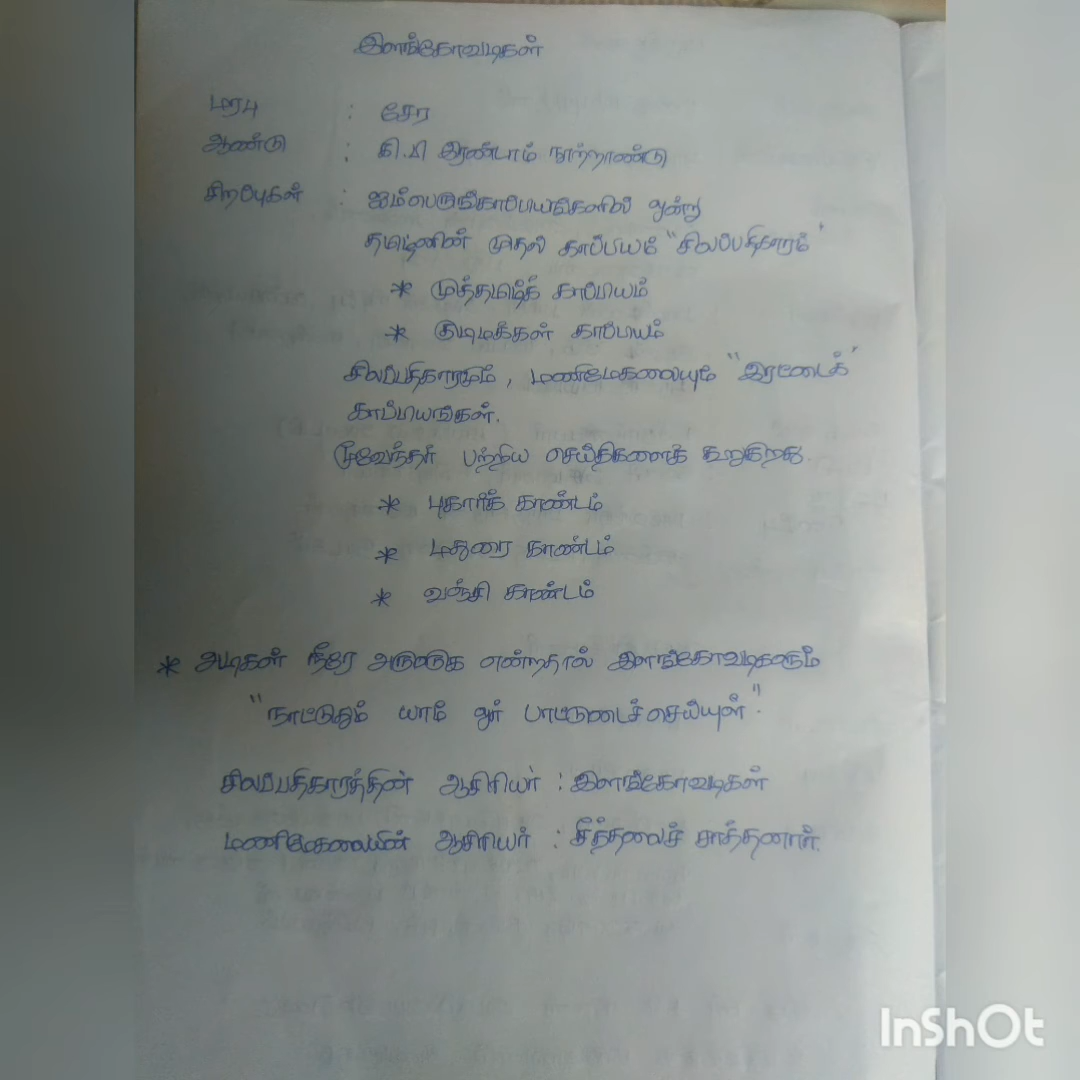 இளங்கோவடிகள்
மரபு : சேர
ஆண்டு : கி.பி இரண்டாம் நூற்றாண்டு
சிறப்புகள் : ஐம்பெருங்காப்பியங்களில் ஒன்று
தமிழின் முதல் காப்பியம் "சிலப்பதிகாரம்"
* முத்தமிழ்க் காப்பியம்
* குடிமக்கள் காப்பியம்
சிலப்பதிகாரமும், மணிமேகலையும் "இரட்டைக்"
காப்பியங்கள்.
மூவேந்தர் பற்றிய செய்திகளைக் கூறுகிறது.
* புகார்க் காண்டம்
* மதுரை காண்டம்
* வஞ்சி காண்டம்
* அடிகள் நீரே அருளுக என்றதால் இளங்கோவடிகளும்
"நாட்டுதும் யாம் ஓர் பாட்டுடைச்செய்யுள்".
சிலப்பதிகாரத்தின் ஆசிரியர் : இளங்கோவடிகள்
மணிமேகலையின் ஆசிரியர் : சீத்தலைச் சாத்தனார்.
InShOt